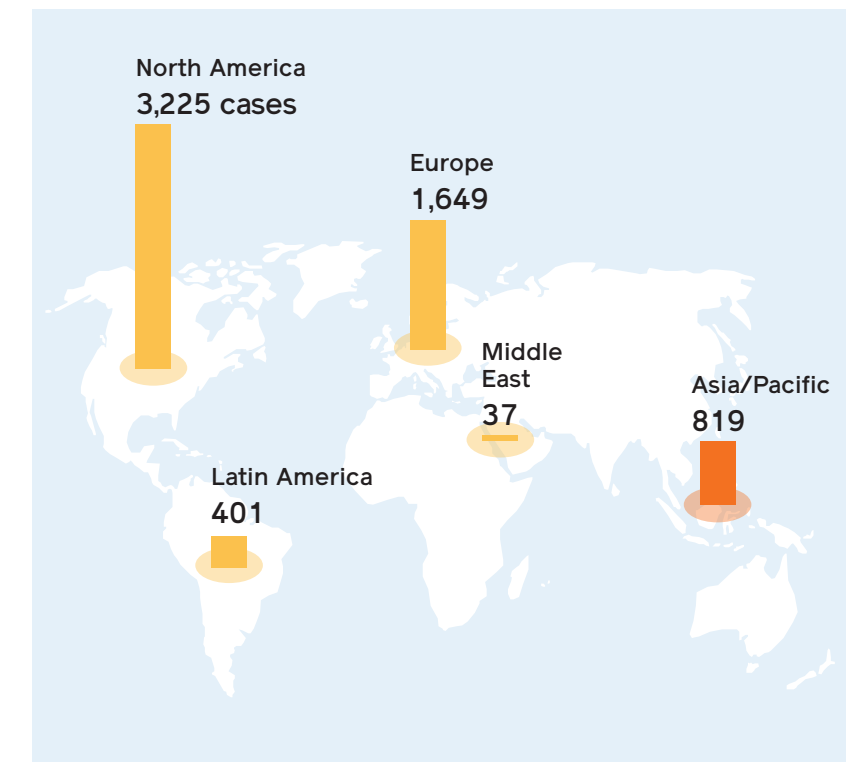 North America
3,225 cases
Europe
1,649
Middle
East
37
Asia/Pacific
819
Latin America
401